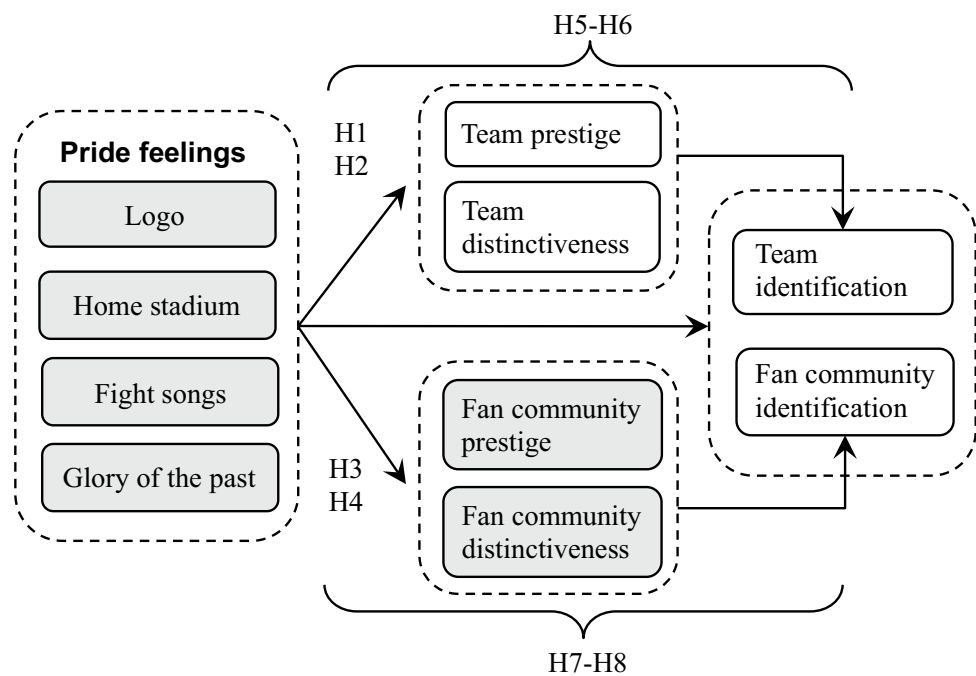 H5-H6
Pride feelings
Logo
Home stadium
Fight songs
Glory of the past
H1
H2
Team prestige
Team
distinctiveness
H3
H4
Fan community
prestige
Fan community
distinctiveness
Team
identification
Fan community
identification
H7-H8